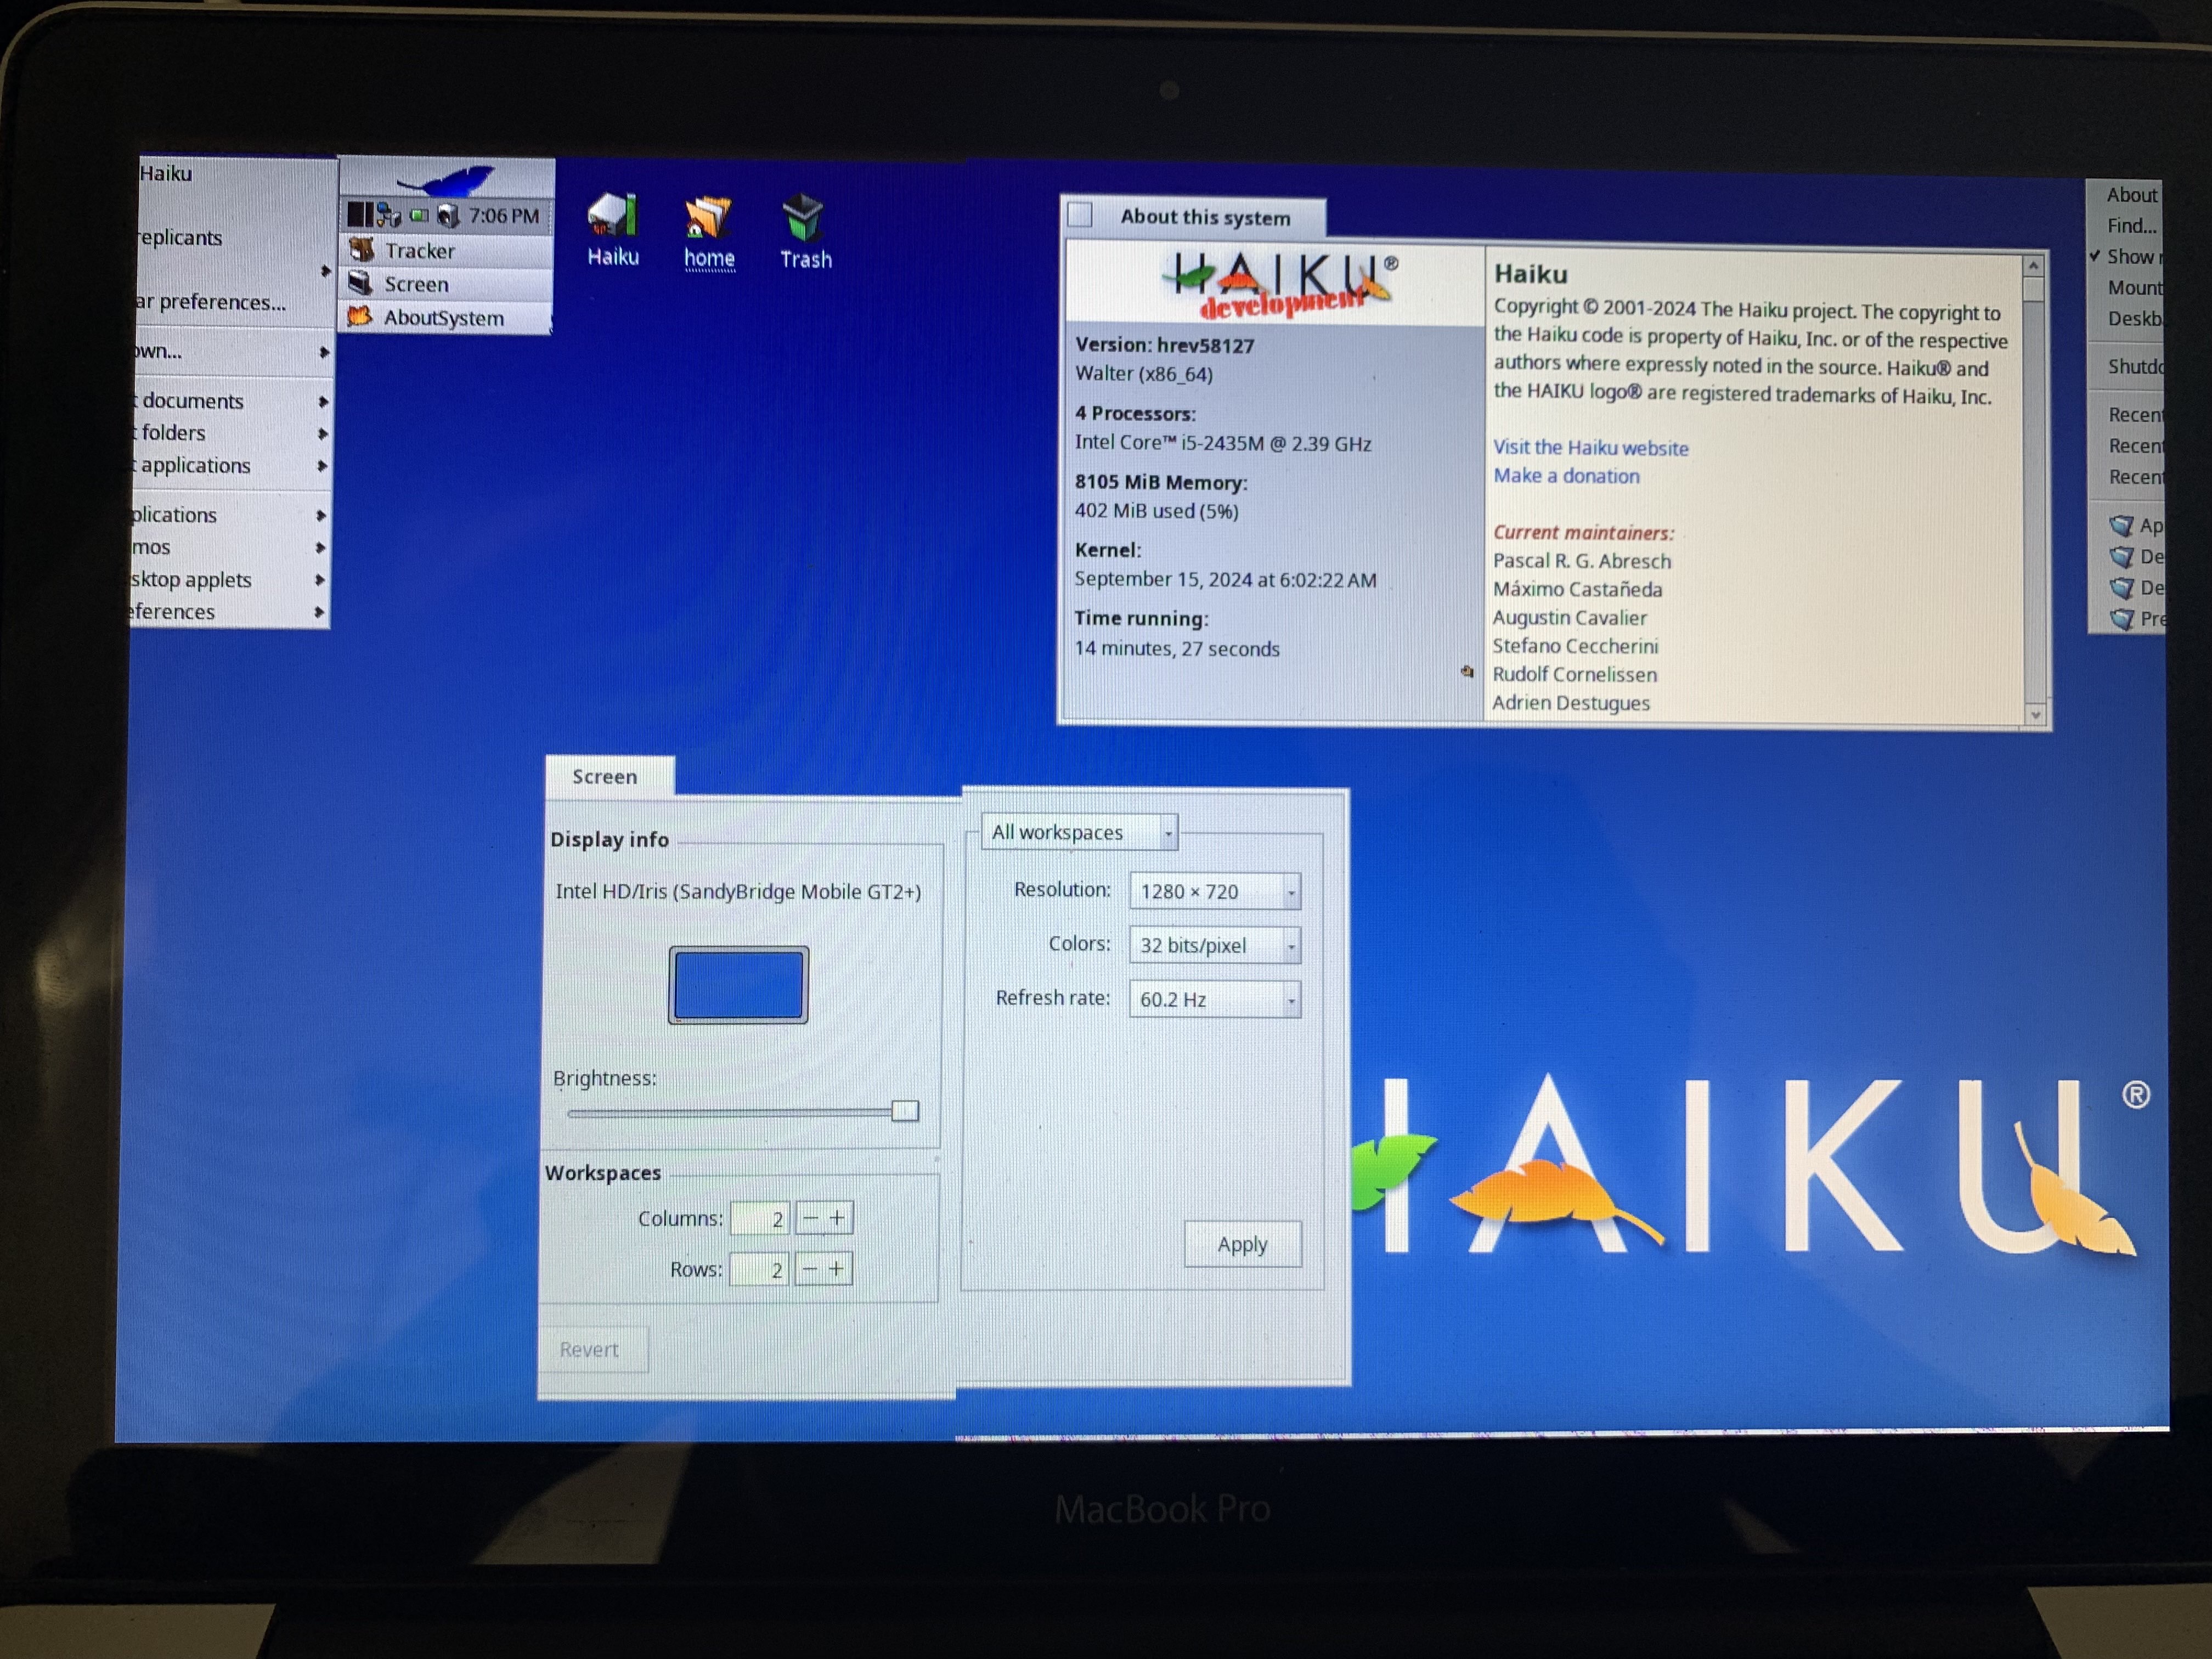 Haiku
eplicants
ar preferences...
own...
documents
folders
applications
plications
mos
sktop applets
eferences
7:06 PM
Tracker
Screen
AboutSystem
Haiku
home
Trash
About this system
HAIKU®
development
Version: hrev58127
Walter (x86_64)
4 Processors:
Intel Core™ i5-2435M @ 2.39 GHz
8105 MiB Memory:
402 MiB used (5%)
Kernel:
September 15, 2024 at 6:02:22 AM
Time running:
14 minutes, 27 seconds
Haiku
Copyright © 2001-2024 The Haiku project. The copyright to
the Haiku code is property of Haiku, Inc. or of the respective
authors where expressly noted in the source. Haiku® and
the HAIKU logo® are registered trademarks of Haiku, Inc.
Visit the Haiku website
Make a donation
Current maintainers:
Pascal R. G. Abresch
Máximo Castañeda
Augustin Cavalier
Stefano Ceccherini
Rudolf Cornelissen
Adrien Destugues
About
Find...
Show
Mount
Deskb
Shutd
Recent
Recent
Recent
Ap
De
De
Pre
Screen
Display info
Intel HD/Iris (SandyBridge Mobile GT2+)
Brightness:
Workspaces
Columns: 2 − +
Rows: 2 − +
Revert
All workspaces
Resolution: 1280 × 720
Colors: 32 bits/pixel
Refresh rate: 60.2 Hz
Apply
HAIKU®
MacBook Pro